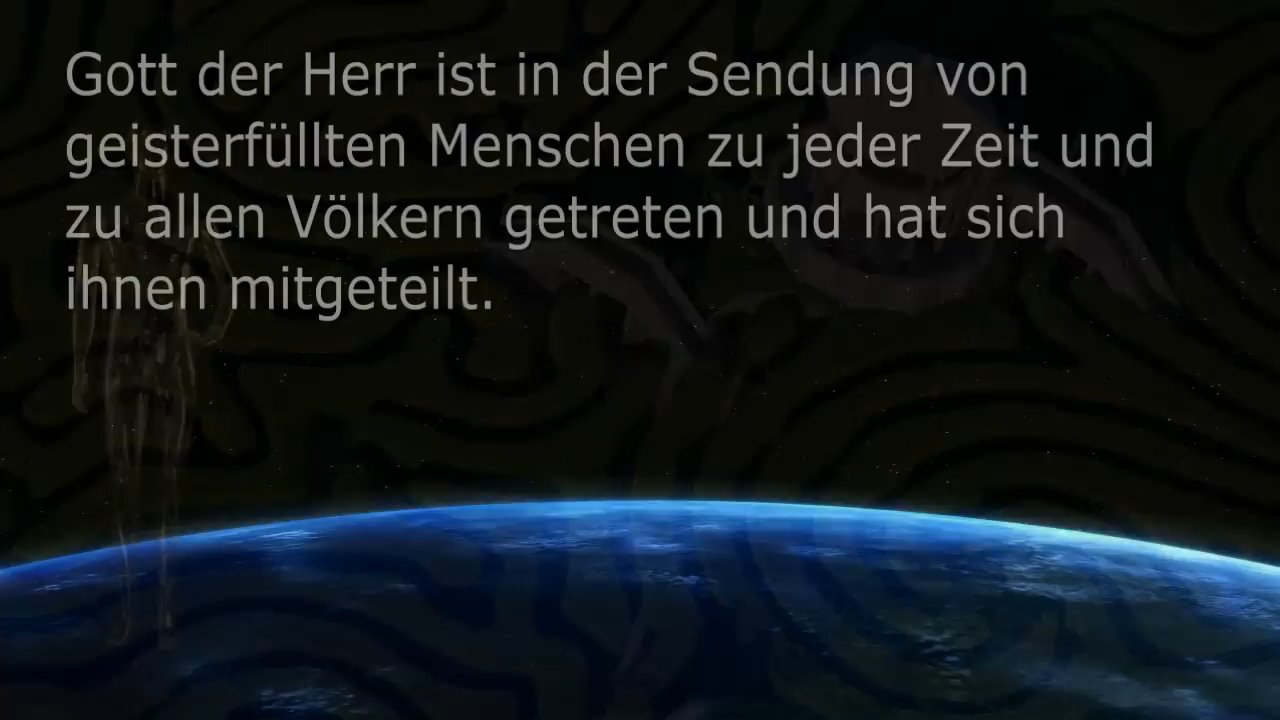 Gott der Herr ist in der Sendung von
geisterfüllten Menschen zu jeder Zeit und
zu allen Völkern getreten und hat sich
ihnen mitgeteilt.